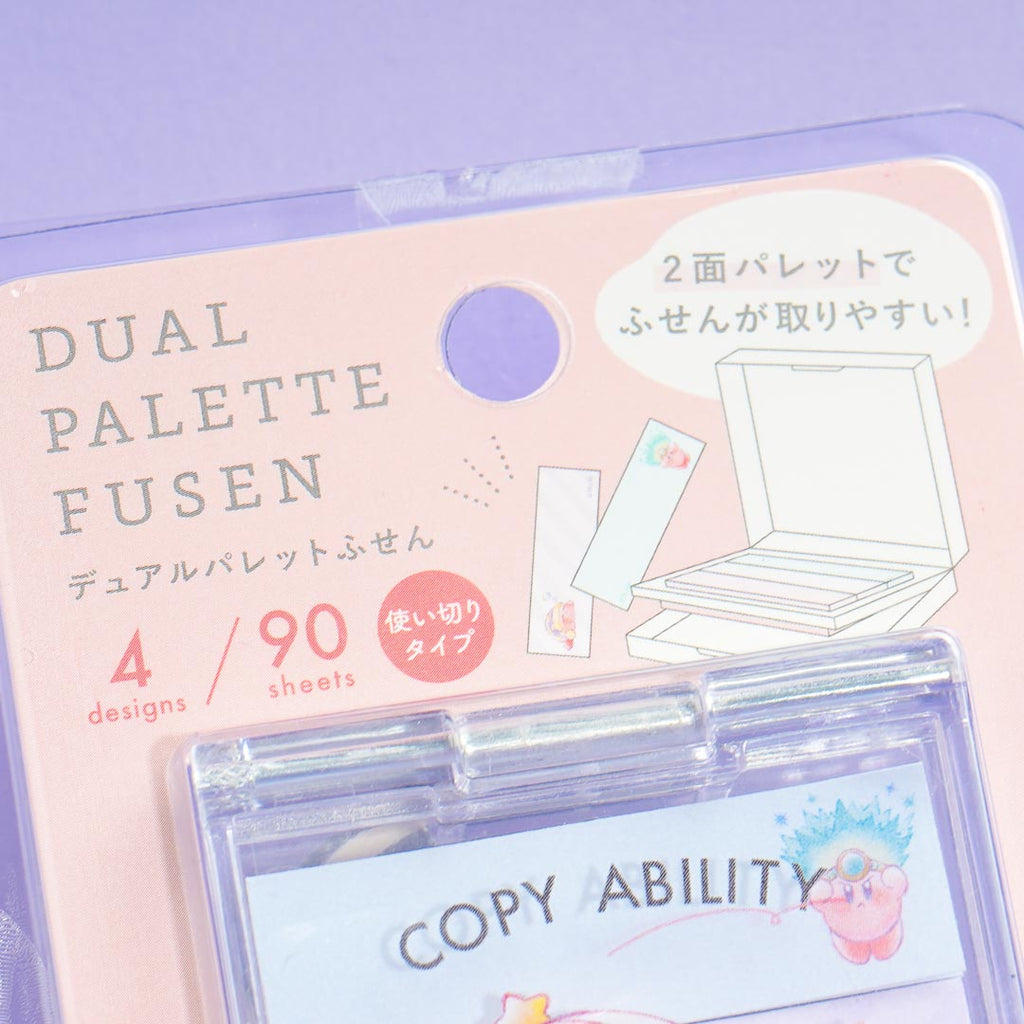 DUAL
PALETTE
FUSEN
デュアルパレットふせん
4 / 90
designs sheets
使い切り
タイプ
2面パレットで
ふせんが取りやすい!
COPY ABILITY